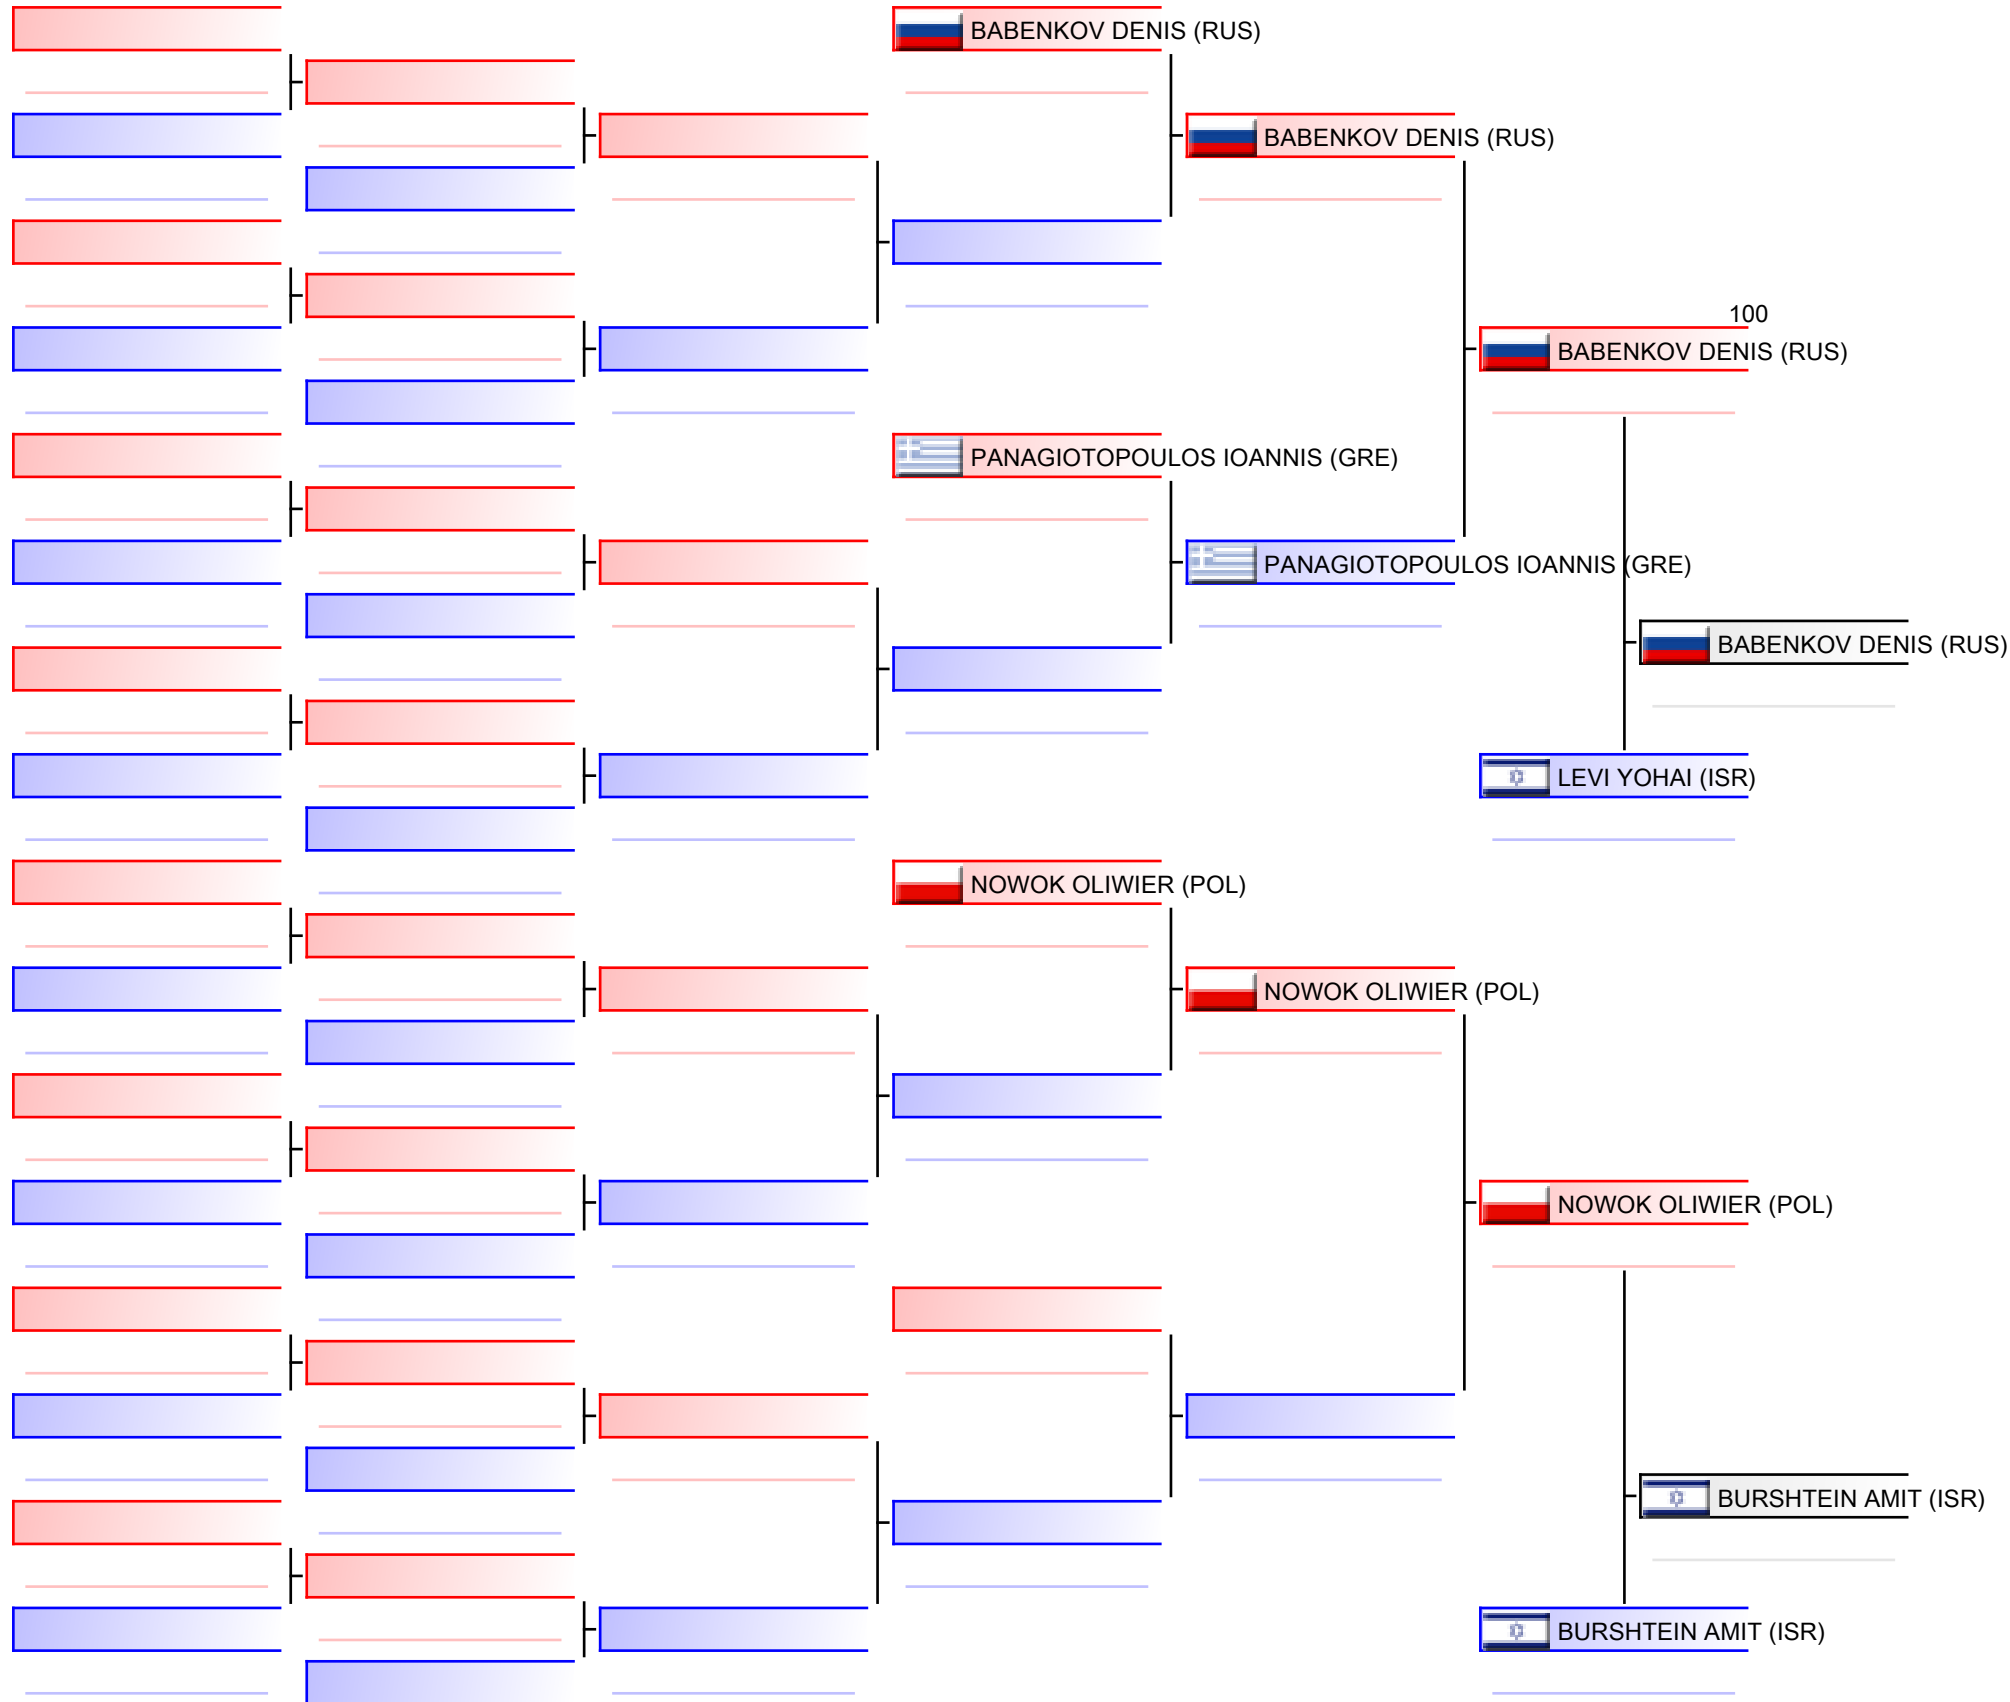 BABENKOV DENIS (RUS)
BABENKOV DENIS (RUS)
100
BABENKOV DENIS (RUS)
PANAGIOTOPOULOS IOANNIS (GRE)
PANAGIOTOPOULOS IOANNIS (GRE)
BABENKOV DENIS (RUS)
LEVI YOHAI (ISR)
NOWOK OLIWIER (POL)
NOWOK OLIWIER (POL)
NOWOK OLIWIER (POL)
BURSHTEIN AMIT (ISR)
BURSHTEIN AMIT (ISR)